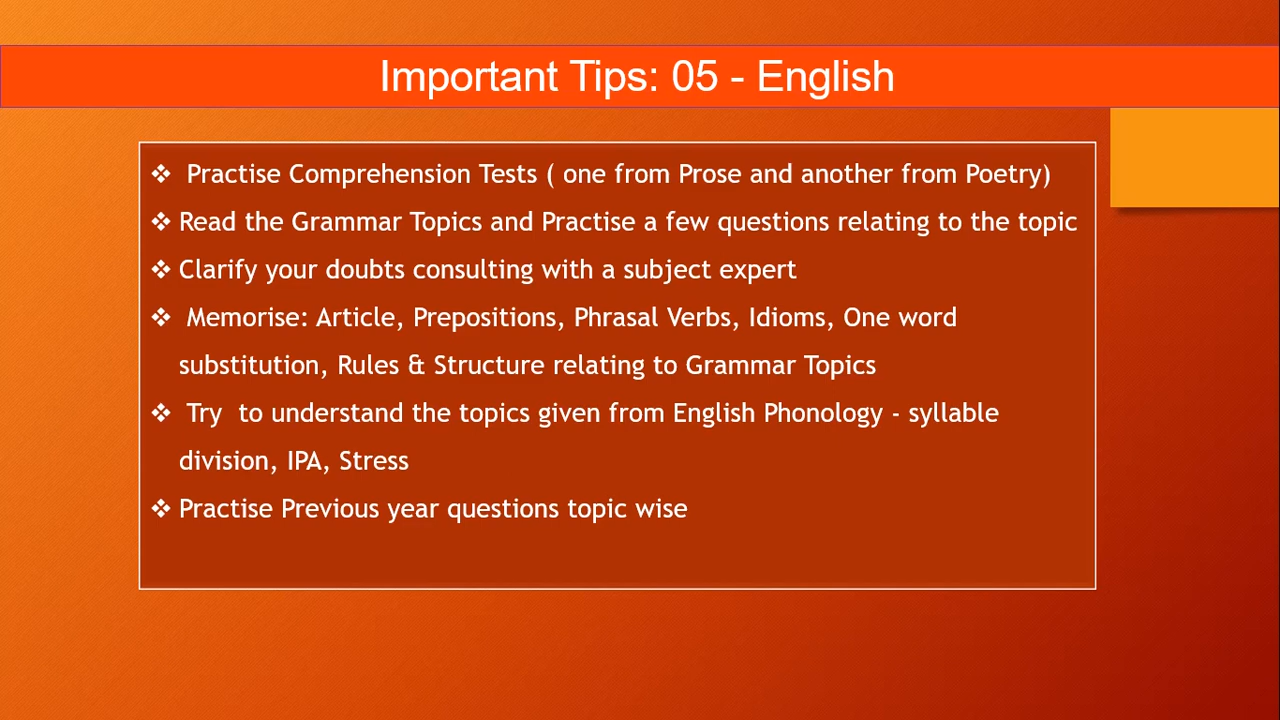 Important Tips: 05 - English
❖ Practise Comprehension Tests ( one from Prose and another from Poetry)
❖ Read the Grammar Topics and Practise a few questions relating to the topic
❖ Clarify your doubts consulting with a subject expert
❖ Memorise: Article, Prepositions, Phrasal Verbs, Idioms, One word
substitution, Rules & Structure relating to Grammar Topics
❖ Try to understand the topics given from English Phonology - syllable
division, IPA, Stress
❖ Practise Previous year questions topic wise